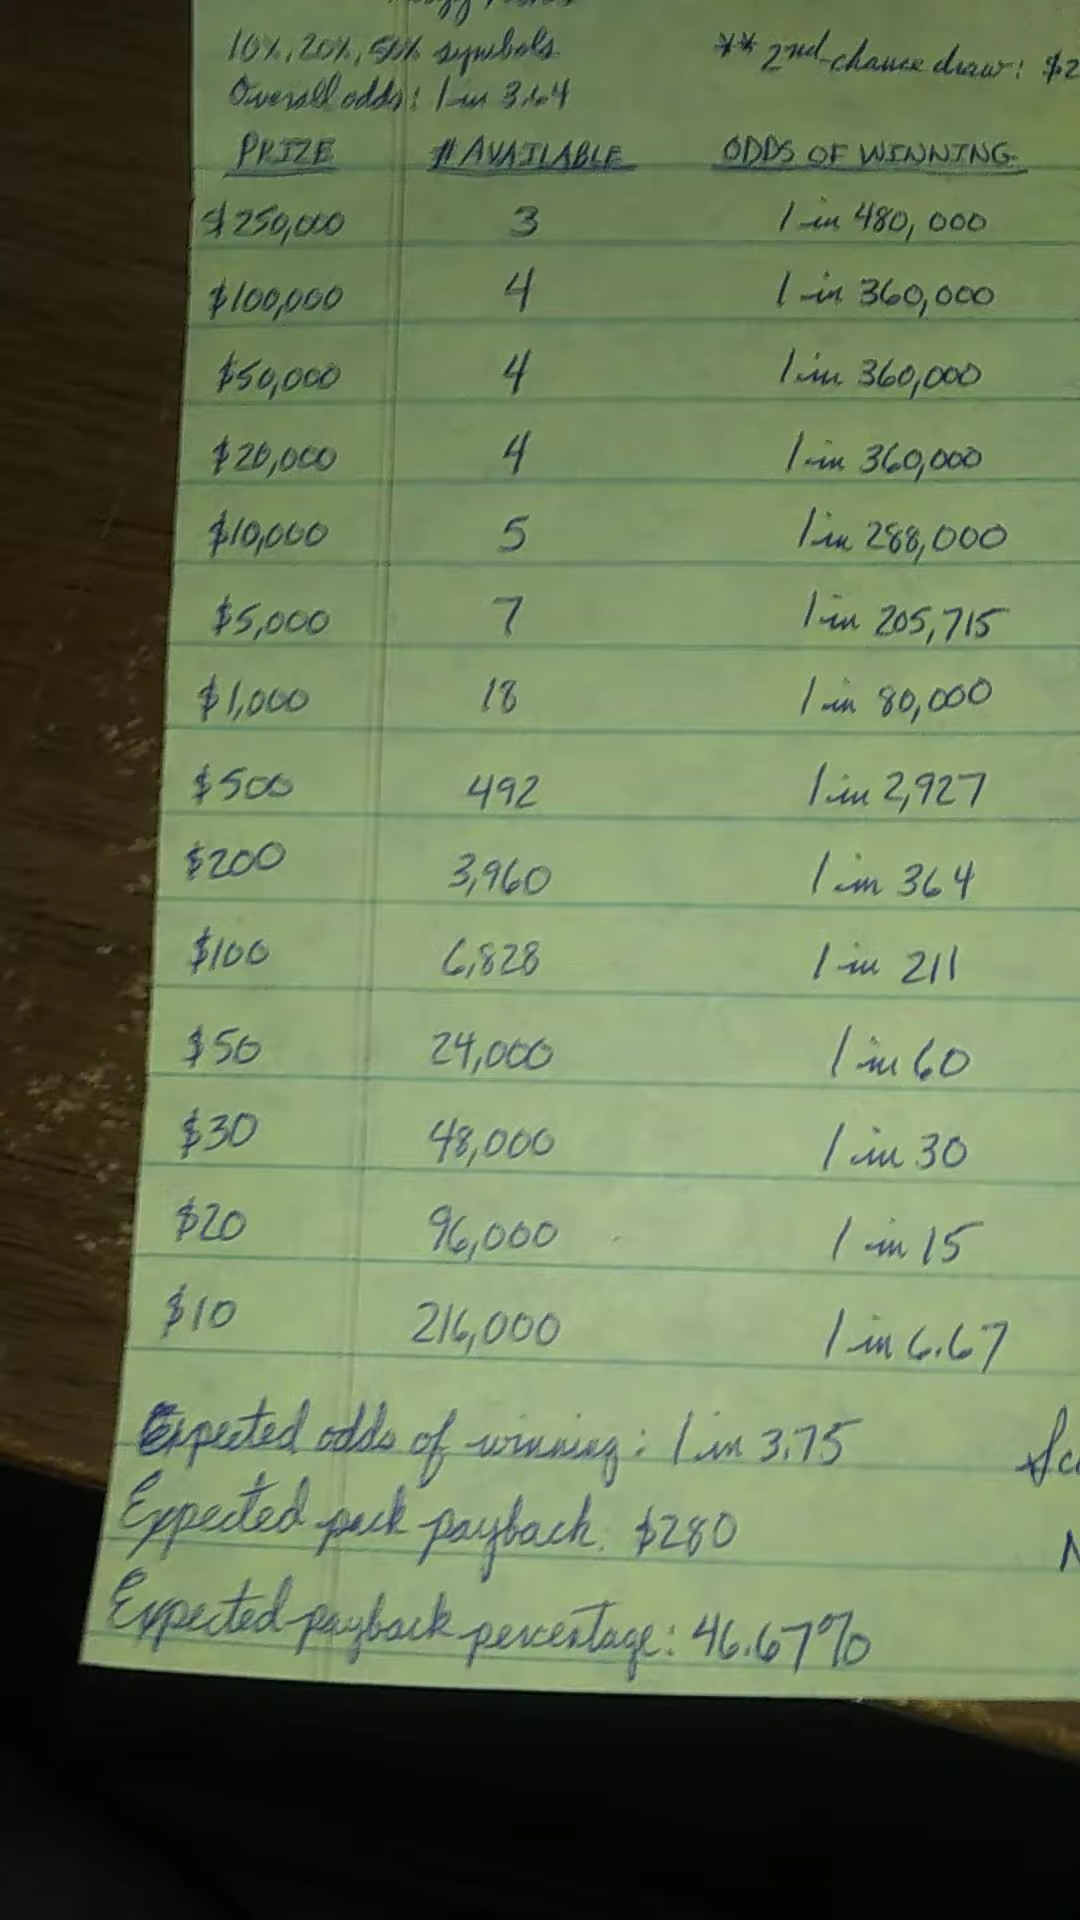 10%, 20%, 50% symbols ** 2nd-chance draw: $2
Overall odds: 1 in 3.64
PRIZE # AVAILABLE ODDS OF WINNING
$250,000 3 1 in 480,000
$100,000 4 1 in 360,000
$50,000 4 1 in 360,000
$20,000 4 1 in 360,000
$10,000 5 1 in 288,000
$5,000 7 1 in 205,715
$1,000 18 1 in 80,000
$500 492 1 in 2,927
$200 3,960 1 in 364
$100 6,828 1 in 211
$50 24,000 1 in 60
$30 48,000 1 in 30
$20 96,000 1 in 15
$10 216,000 1 in 6.67
Expected odds of winning: 1 in 3.75
Expected pack payback: $280
Expected payback percentage: 46.67%